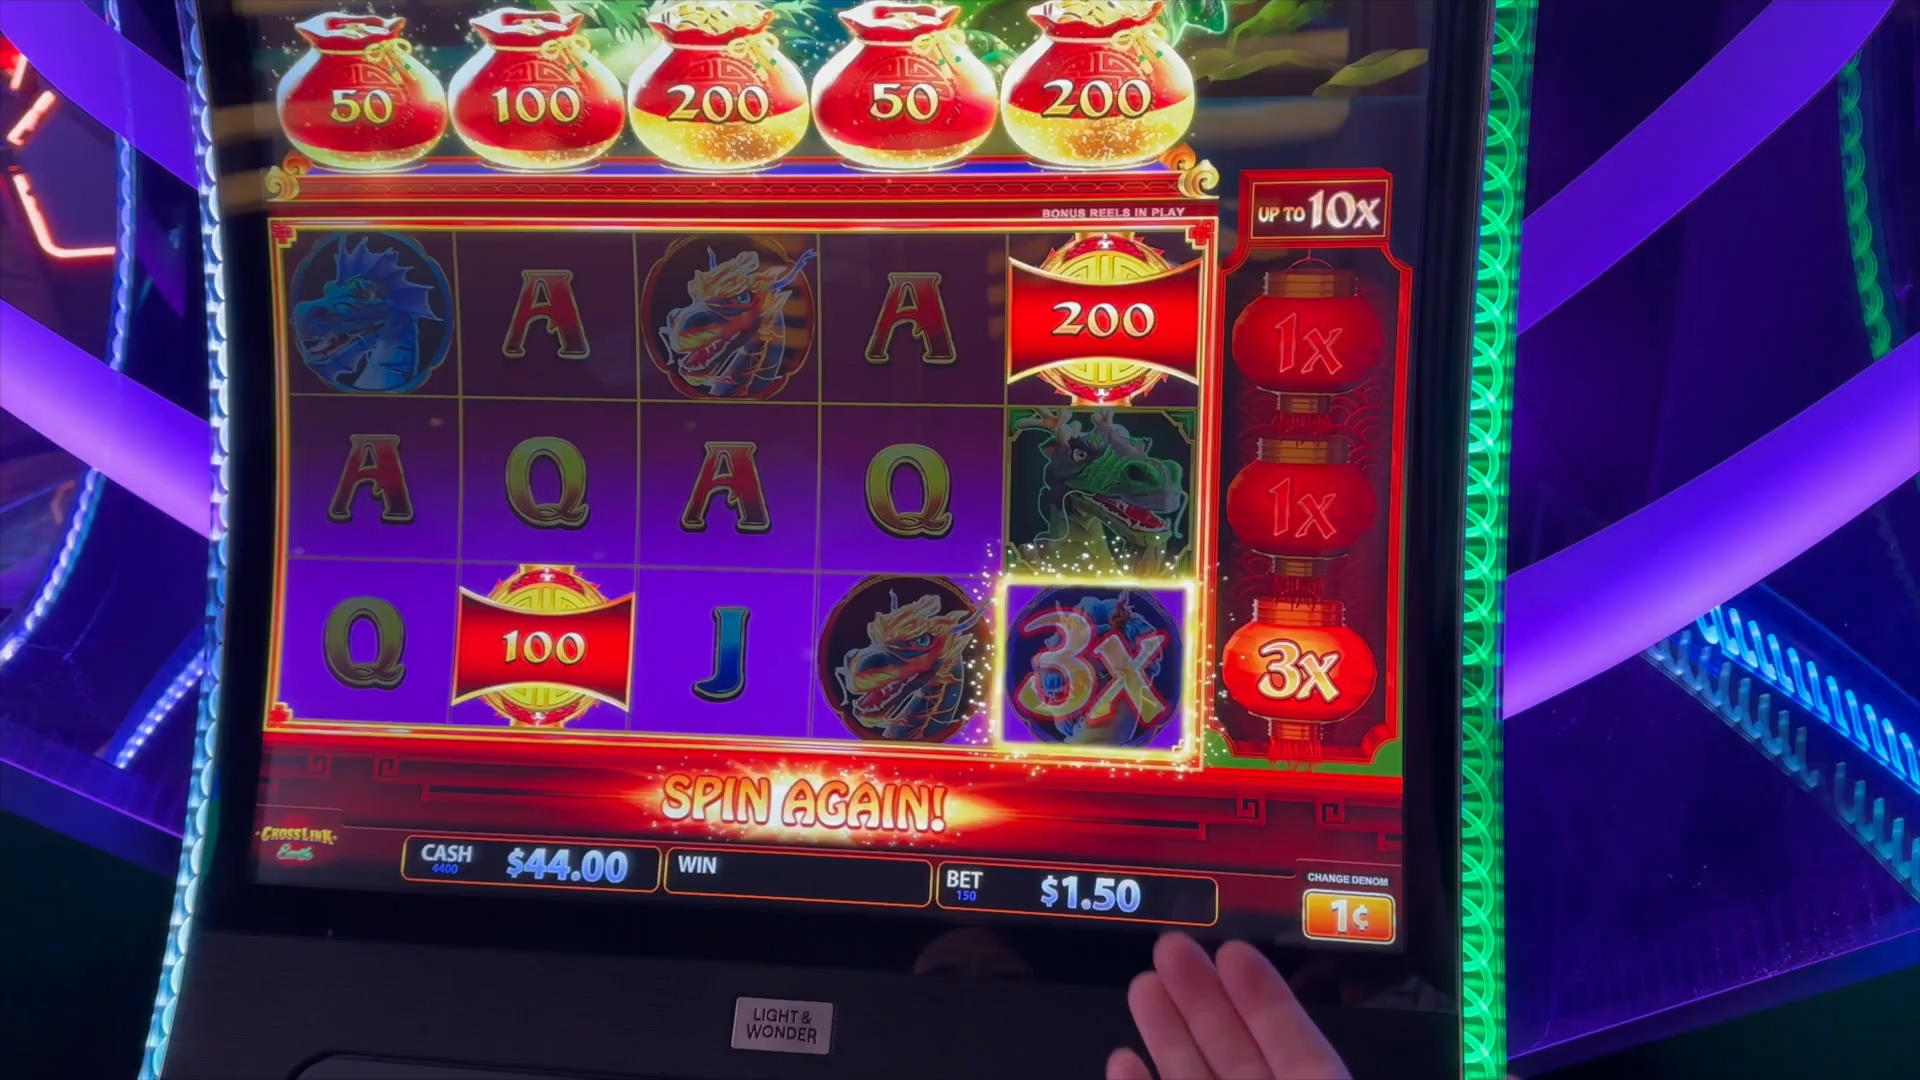 50 100 200 50 200
BONUS REELS IN PLAY
UP TO 10X
A A 200 1X
A Q A Q 1X
Q 100 J 3X 3X
SPIN AGAIN!
CROSSLINK
Earth
CASH $44.00 WIN BET $1.50
4400 150
CHANGE DENOM
1¢
LIGHT &
WONDER